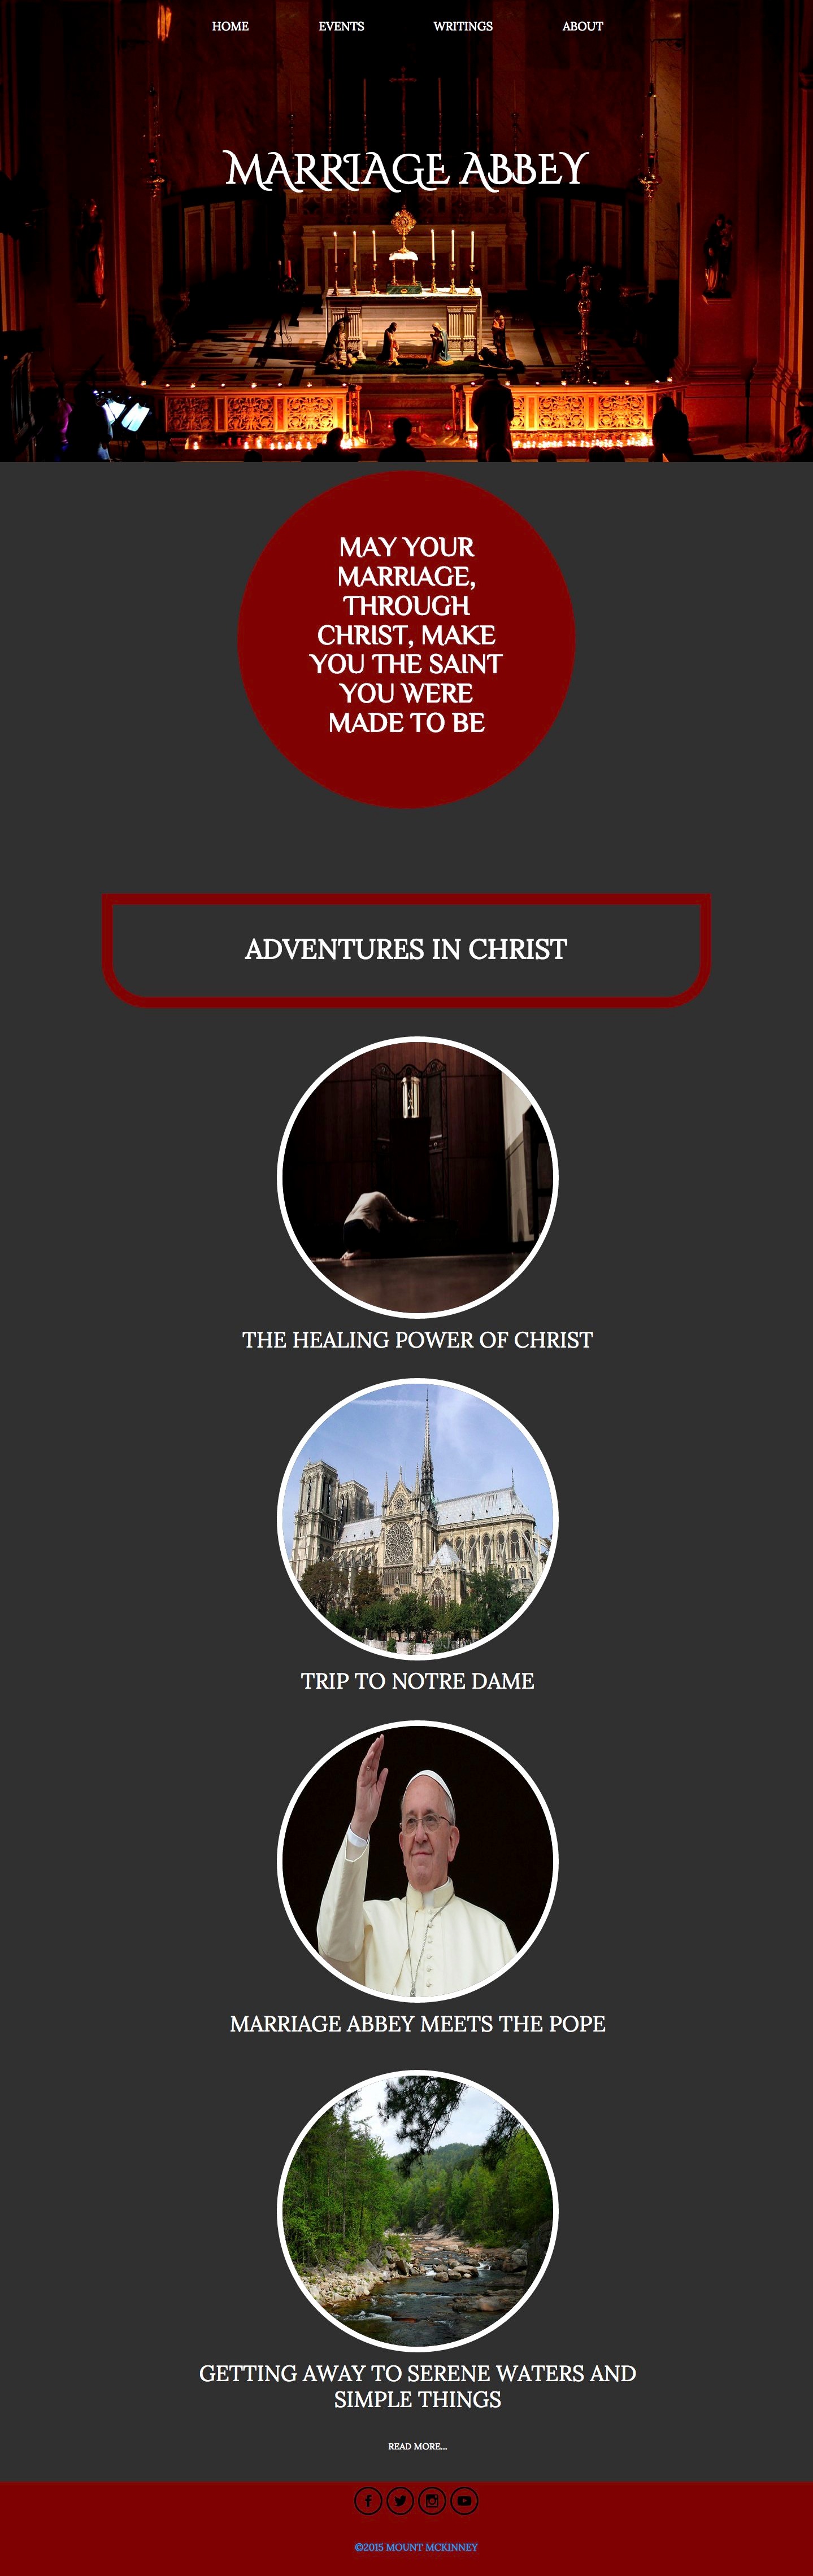 HOME EVENTS WRITINGS ABOUT
MARRIAGE ABBEY
MAY YOUR
MARRIAGE,
THROUGH
CHRIST, MAKE
YOU THE SAINT
YOU WERE
MADE TO BE
ADVENTURES IN CHRIST
THE HEALING POWER OF CHRIST
TRIP TO NOTRE DAME
MARRIAGE ABBEY MEETS THE POPE
GETTING AWAY TO SERENE WATERS AND
SIMPLE THINGS
READ MORE...
©2015 MOUNT MCKINNEY